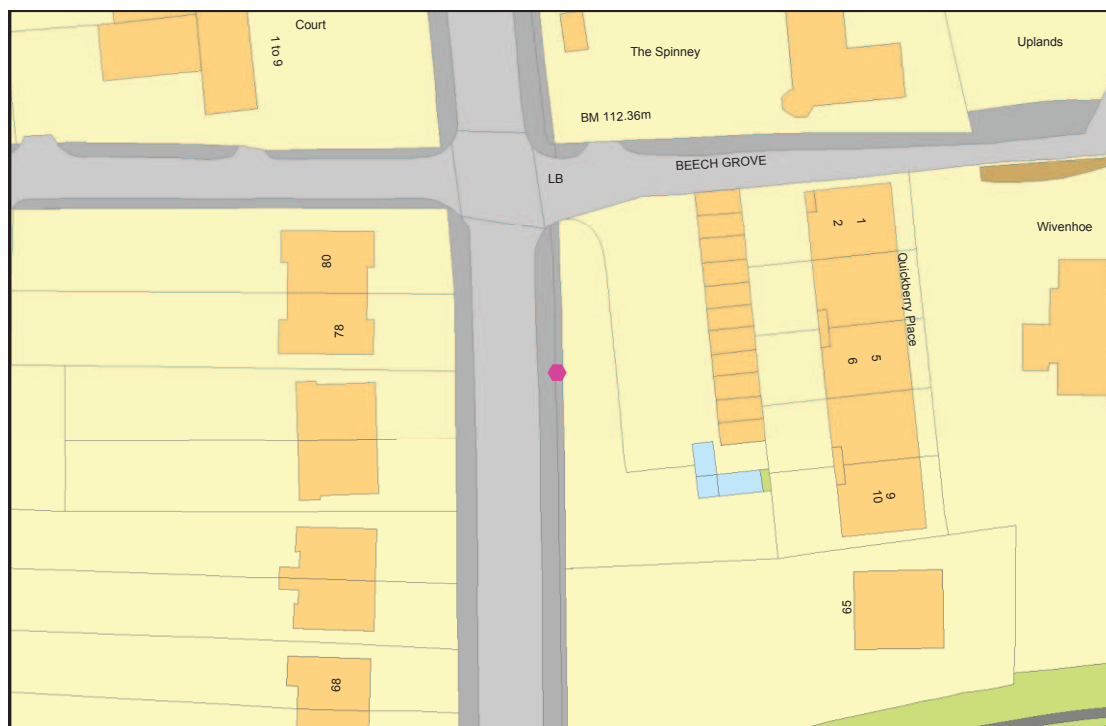 Court
1 to 9
The Spinney
Uplands
BM 112.36m
BEECH GROVE
LB
Wivenhoe
80
78
1
2
Quickberry Place
5
6
9
10
65
68